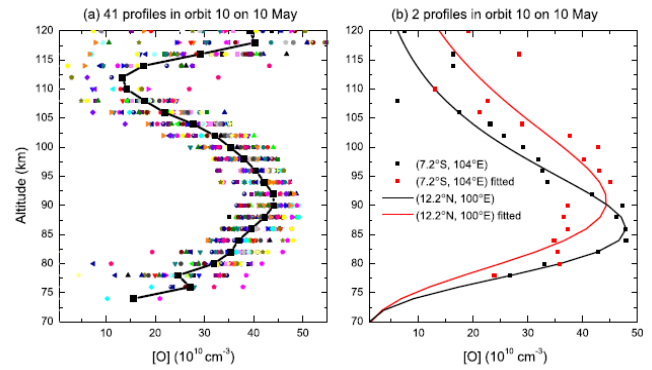 (a) 41 profiles in orbit 10 on 10 May
(b) 2 profiles in orbit 10 on 10 May
120
115
110
105
100
95
90
85
80
75
70
Altitude (km)
10 20 30 40 50
[O] (10¹⁰ cm⁻³)
120
115
110
105
100
95
90
85
80
75
70
(7.2°S, 104°E)
(7.2°S, 104°E) fitted
(12.2°N, 100°E)
(12.2°N, 100°E) fitted
10 20 30 40 50
[O] (10¹⁰ cm⁻³)